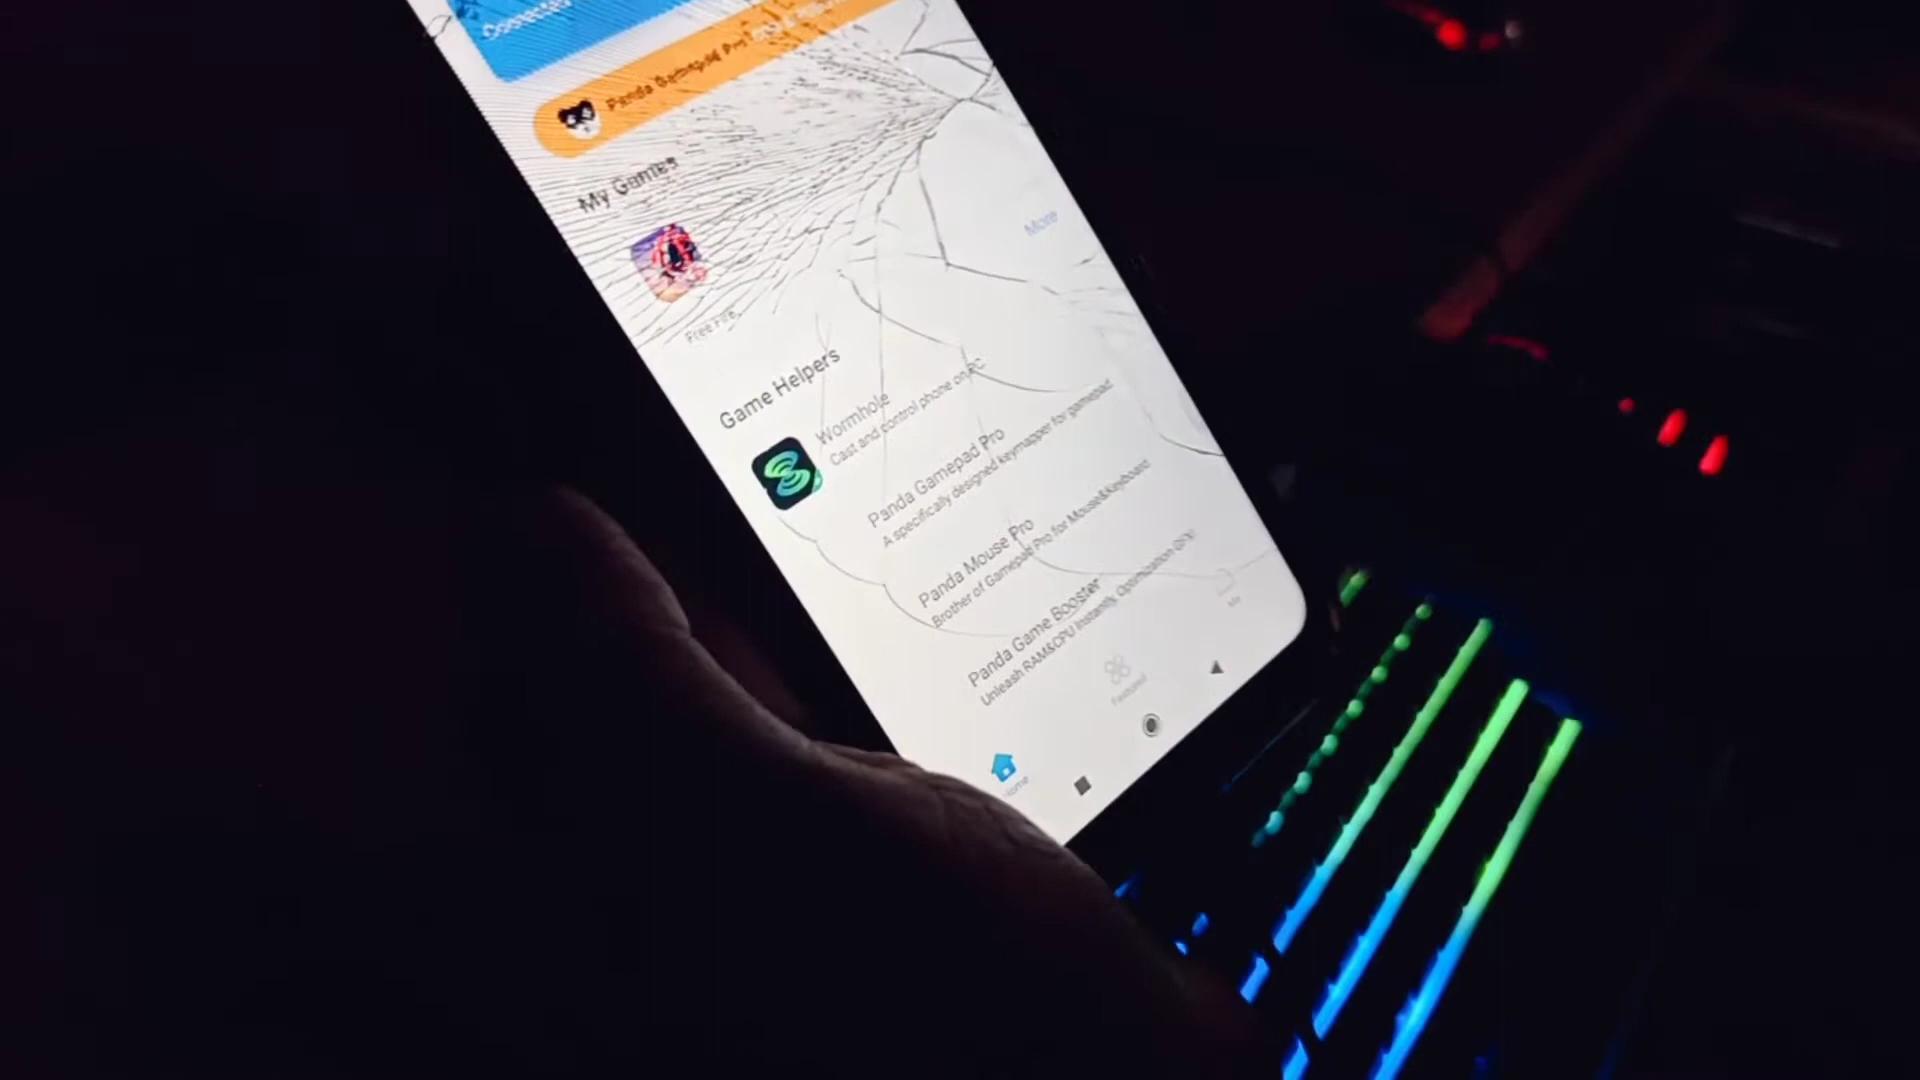 Connected
Panda Gamepad Pro
My Games
More
Free Fire
Game Helpers
Wormhole
Cast and control phone on PC
Panda Gamepad Pro
A specifically designed keymapper for gamepad
Panda Mouse Pro
Brother of Gamepad Pro for Mouse&Keyboard
Panda Game Booster
Unleash RAM&CPU Instantly, Optimization GFX
Me
Featured
Home